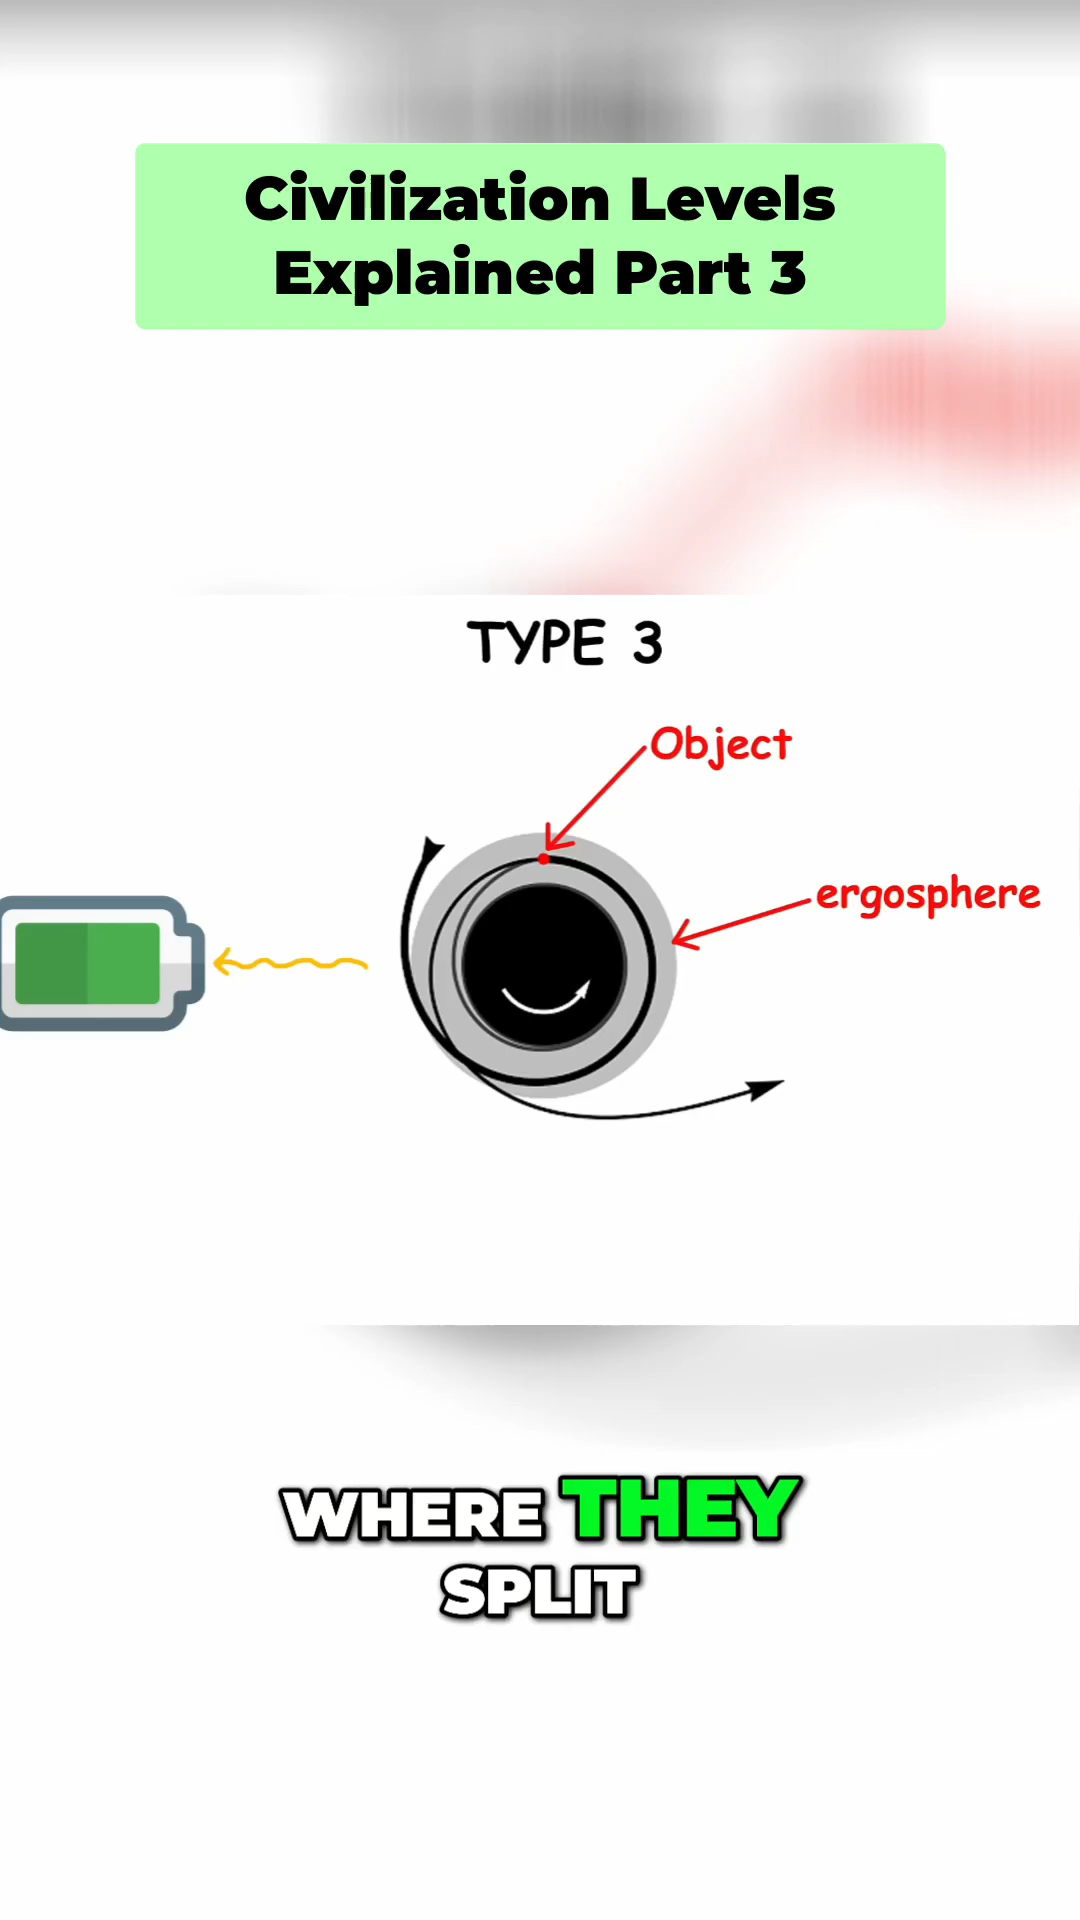 Civilization Levels
Explained Part 3
TYPE 3
Object
ergosphere
WHERE THEY
SPLIT